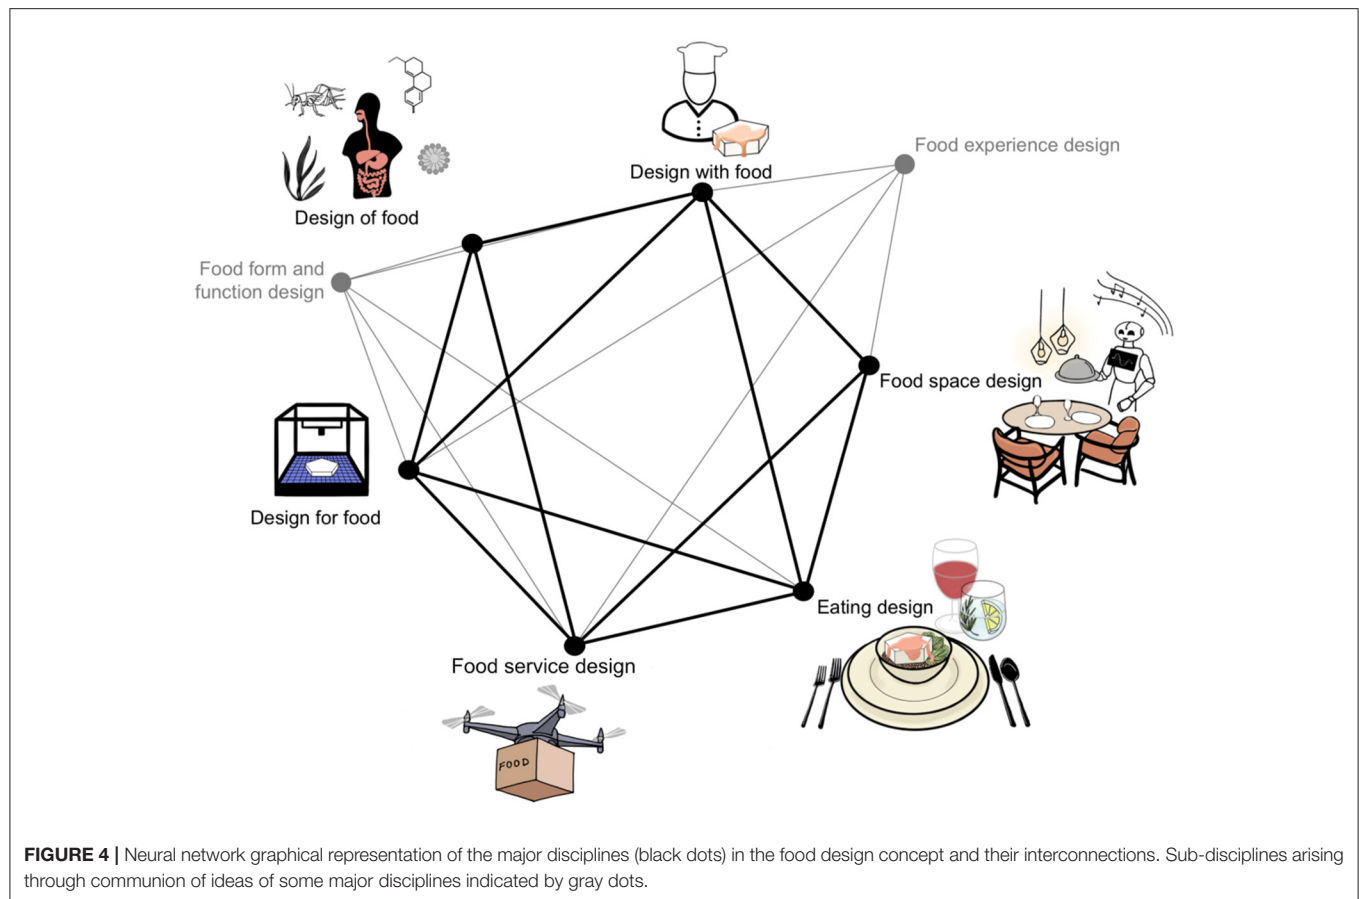 Design with food
Food experience design
Design of food
Food form and
function design
Food space design
Design for food
Eating design
Food service design
FOOD
FIGURE 4 | Neural network graphical representation of the major disciplines (black dots) in the food design concept and their interconnections. Sub-disciplines arising
through communion of ideas of some major disciplines indicated by gray dots.